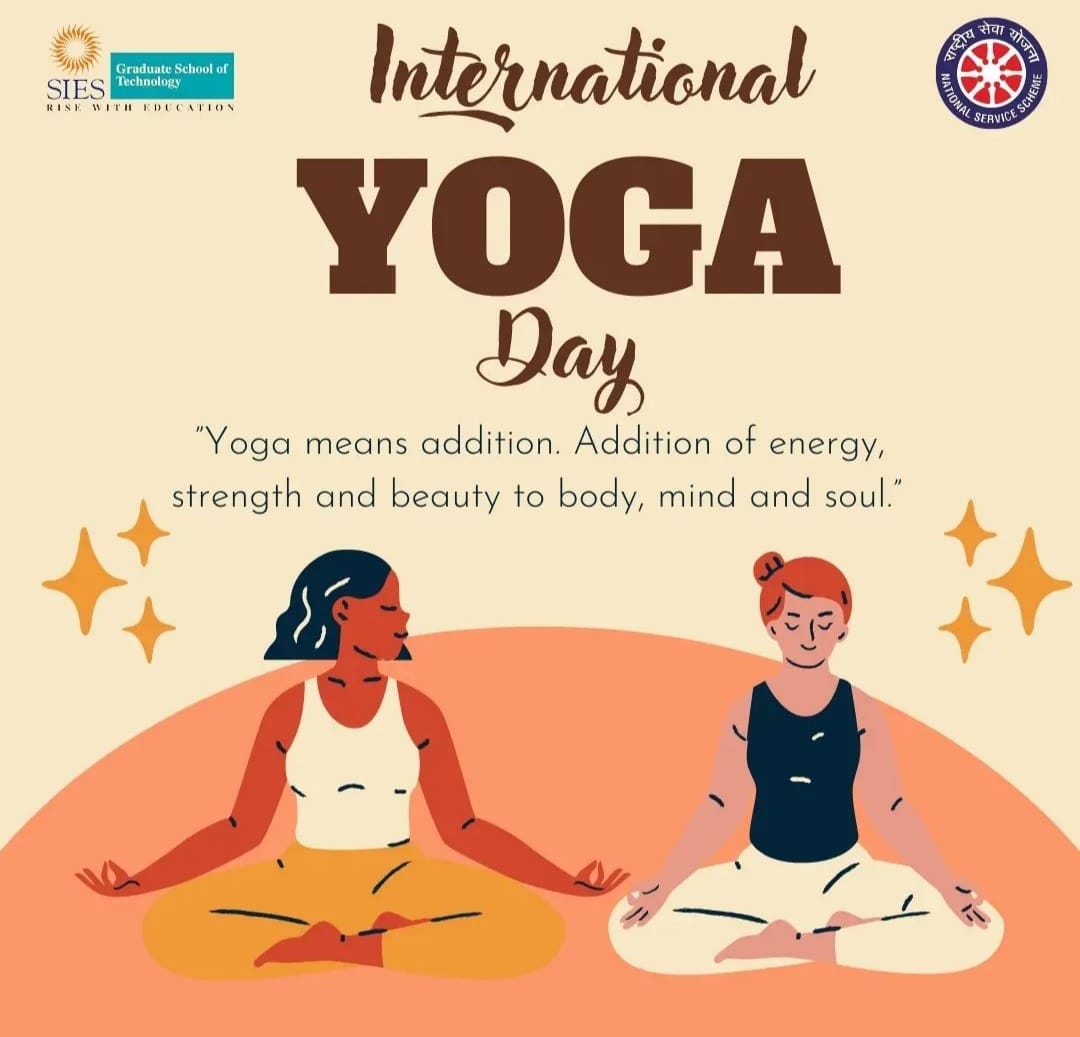 SIES
Graduate School of
Technology
RISE WITH EDUCATION
International
राष्ट्रीय सेवा योजना
NATIONAL SERVICE SCHEME
YOGA
Day
"Yoga means addition. Addition of energy,
strength and beauty to body, mind and soul."